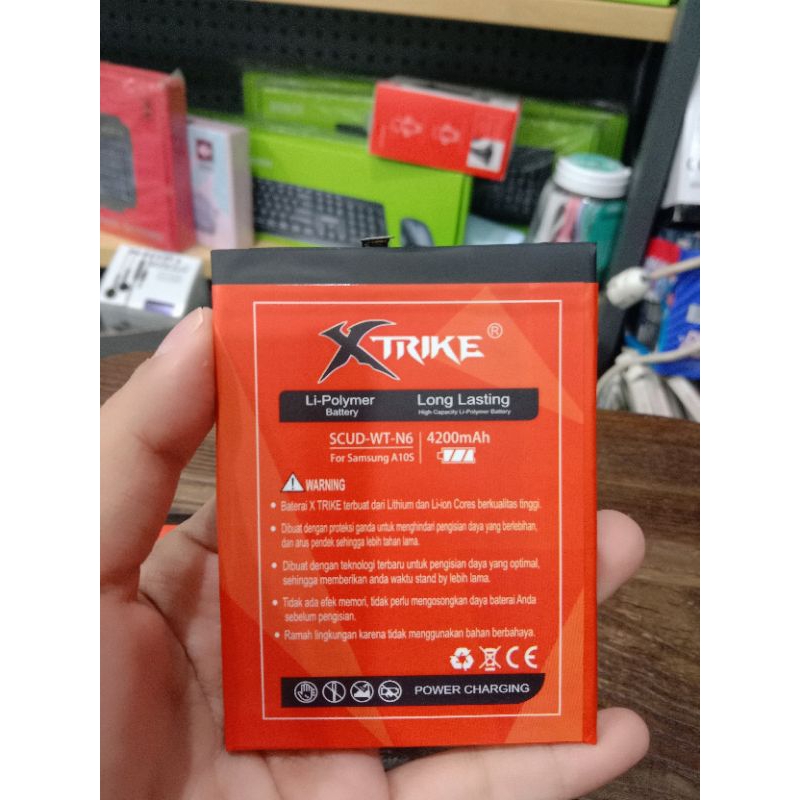 XTRIKE®
Li-Polymer
Battery
Long Lasting
High Capacity Li-Polymer Battery
SCUD-WT-N6
For Samsung A10S
4200mAh
WARNING
• Baterai X TRIKE terbuat dari Lithium dan Li-ion Cores berkualitas tinggi.
• Dibuat dengan proteksi ganda untuk menghindari pengisian daya yang berlebihan,
dan arus pendek sehingga lebih tahan lama.
• Dibuat dengan teknologi terbaru untuk pengisian daya yang optimal,
sehingga memberikan anda waktu stand by lebih lama.
• Tidak ada efek memori, tidak perlu mengosongkan daya baterai Anda
sebelum pengisian.
• Ramah lingkungan karena tidak menggunakan bahan berbahaya.
CE
POWER CHARGING